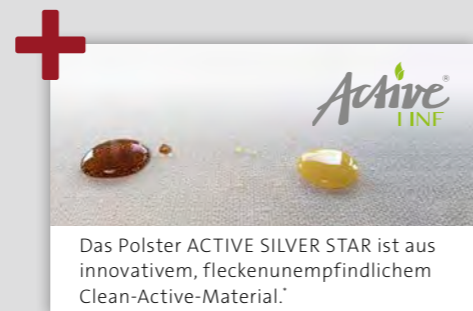 Active®
LINE
Das Polster ACTIVE SILVER STAR ist aus
innovativem, fleckenunempfindlichem
Clean-Active-Material.*